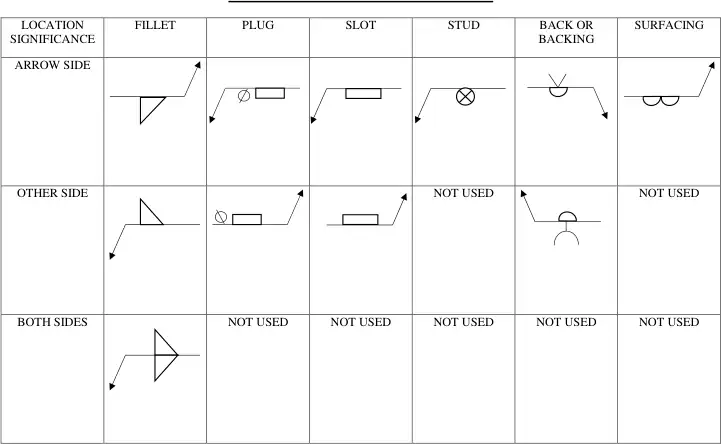 LOCATION
SIGNIFICANCE
FILLET
PLUG
SLOT
STUD
BACK OR
BACKING
SURFACING
ARROW SIDE
OTHER SIDE
NOT USED
NOT USED
BOTH SIDES
NOT USED
NOT USED
NOT USED
NOT USED
NOT USED